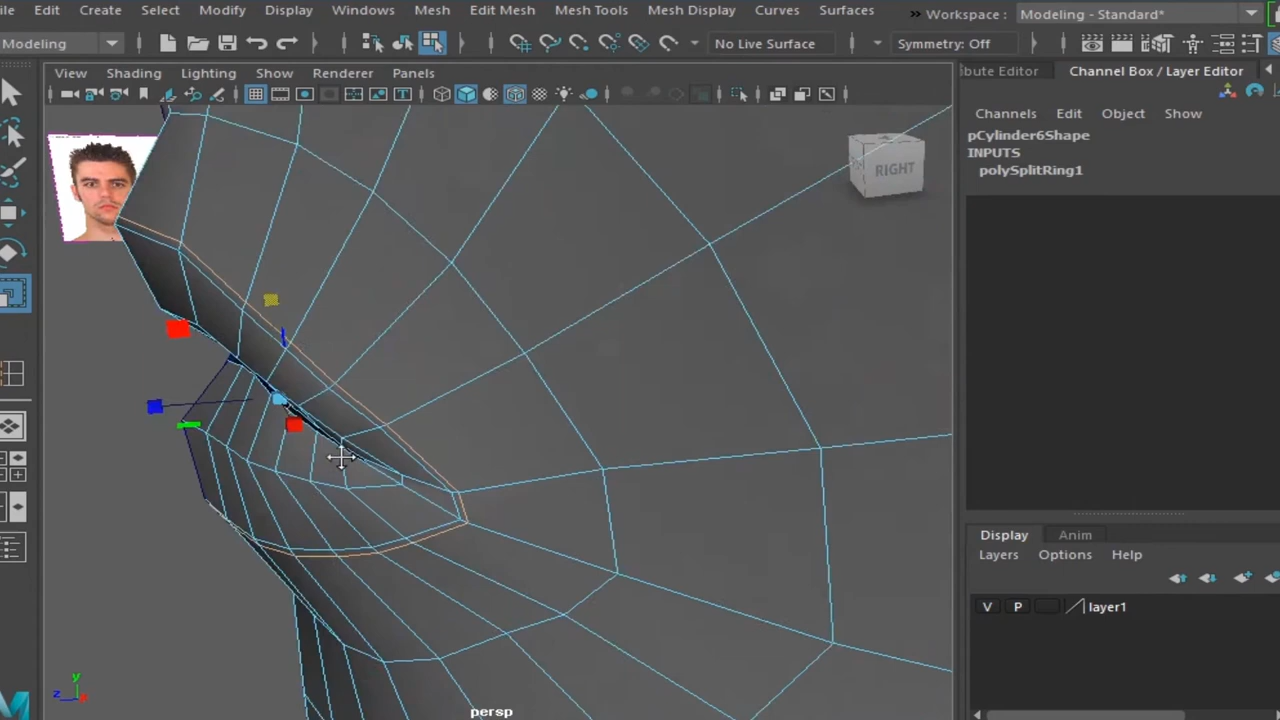 ile Edit Create Select Modify Display Windows Mesh Edit Mesh Mesh Tools Mesh Display Curves Surfaces » Workspace : Modeling - Standard*
Modeling No Live Surface Symmetry: Off
View Shading Lighting Show Renderer Panels
bute Editor Channel Box / Layer Editor
Channels Edit Object Show
pCylinder6Shape
INPUTS
polySplitRing1
RIGHT
Display Anim
Layers Options Help
V P layer1
y
z x
persp